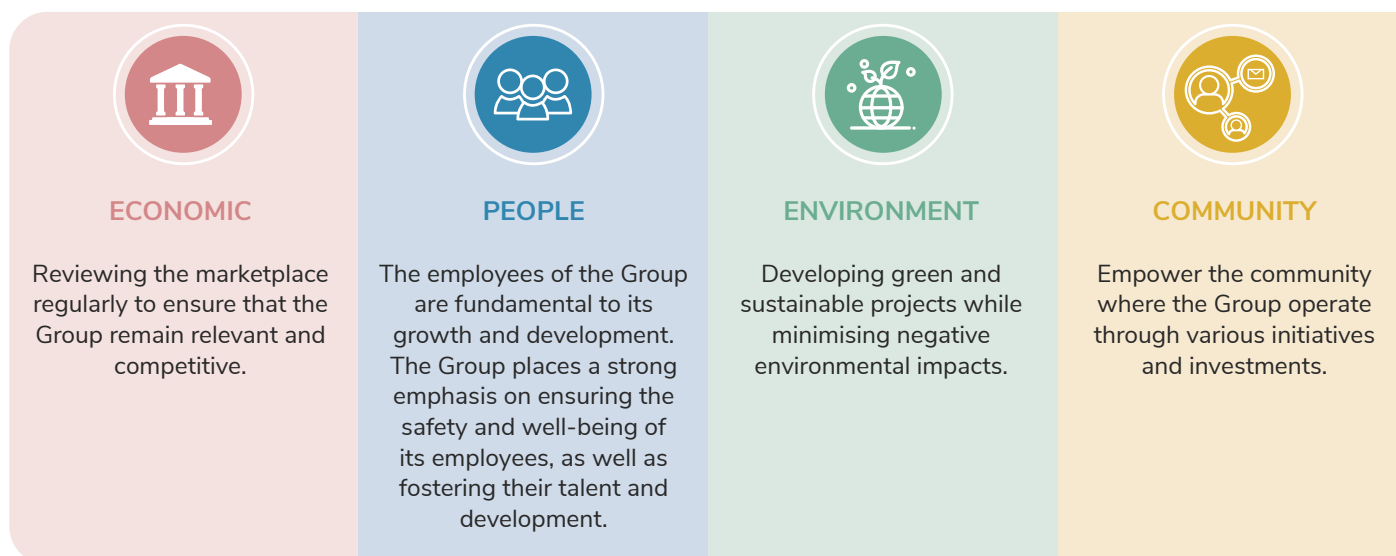 ECONOMIC
Reviewing the marketplace
regularly to ensure that the
Group remain relevant and
competitive.
PEOPLE
The employees of the Group
are fundamental to its
growth and development.
The Group places a strong
emphasis on ensuring the
safety and well-being of
its employees, as well as
fostering their talent and
development.
ENVIRONMENT
Developing green and
sustainable projects while
minimising negative
environmental impacts.
COMMUNITY
Empower the community
where the Group operate
through various initiatives
and investments.